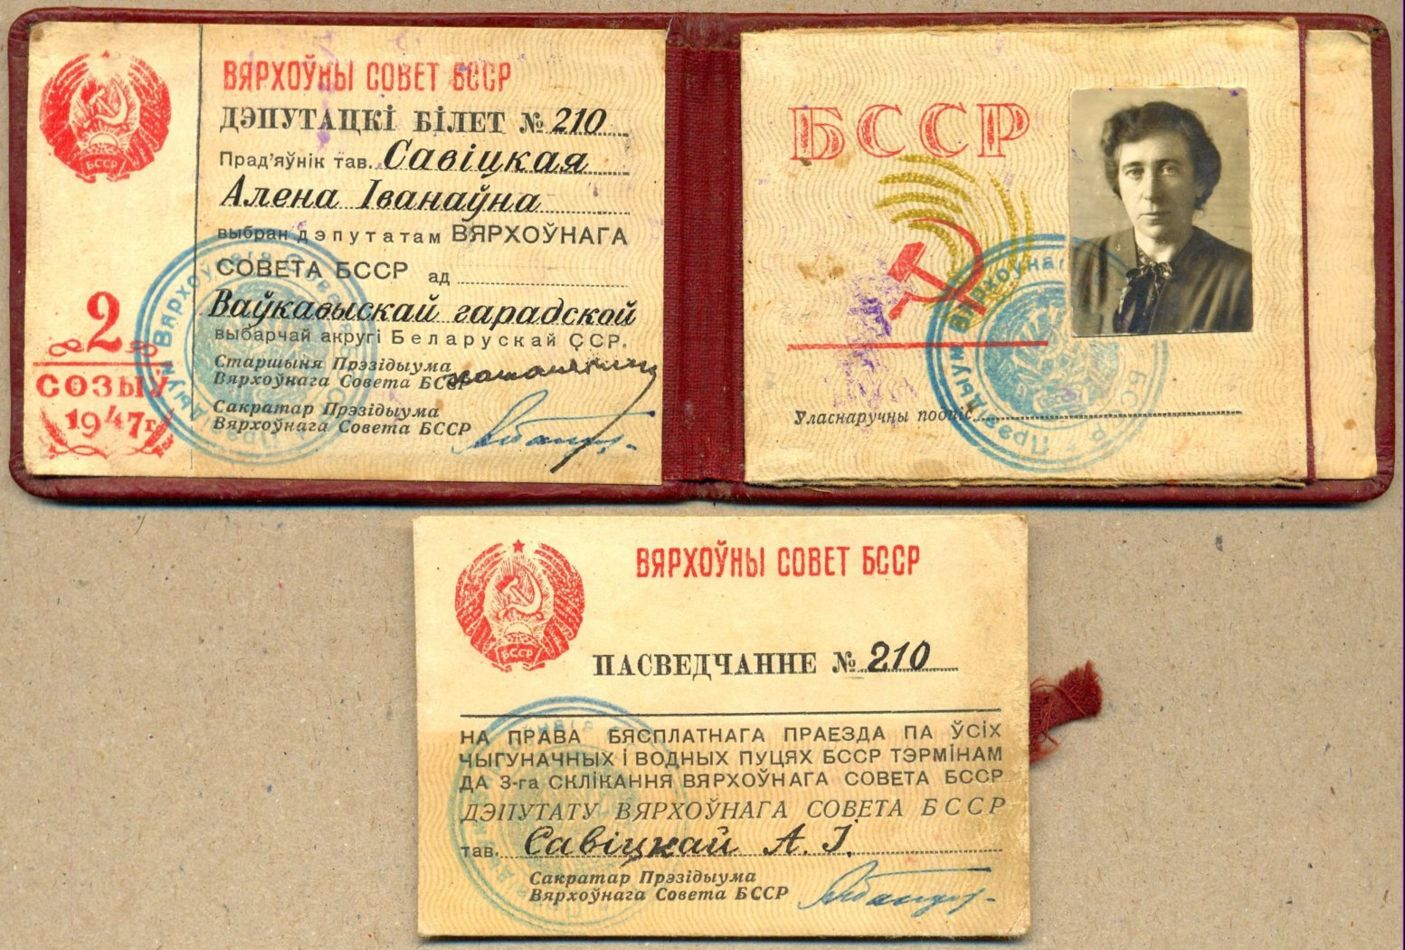 БССР
2
СОЗЫУ
1947 г.
ВЯРХОЎНЫ СОВЕТ БССР
ДЭПУТАЦКІ БІЛЕТ № 210
Прад'яўнік тав. Савіцкая
Алена Іванаўна
выбран дэпутатам ВЯРХОЎНАГА
СОВЕТА БССР ад
Ваўкавыскай гарадской
выбарчай акругі Беларускай ССР.
Старшыня Прэзідыума
Вярхоўнага Совета БССР
Сакратар Прэзідыума
Вярхоўнага Совета БССР
БССР
Уласнаручны подпіс
ВЯРХОЎНЫ СОВЕТ БССР
БССР
ПАСВЕДЧАННЕ № 210
НА ПРАВА БЯСПЛАТНАГА ПРАЕЗДА ПА ЎСІХ
ЧЫГУНАЧНЫХ І ВОДНЫХ ПУЦЯХ БССР ТЭРМІНАМ
ДА 3-га СКЛІКАННЯ ВЯРХОЎНАГА СОВЕТА БССР
ДЭПУТАТУ ВЯРХОЎНАГА СОВЕТА БССР
тав. Савіцкай А. І.
Сакратар Прэзідыума
Вярхоўнага Совета БССР